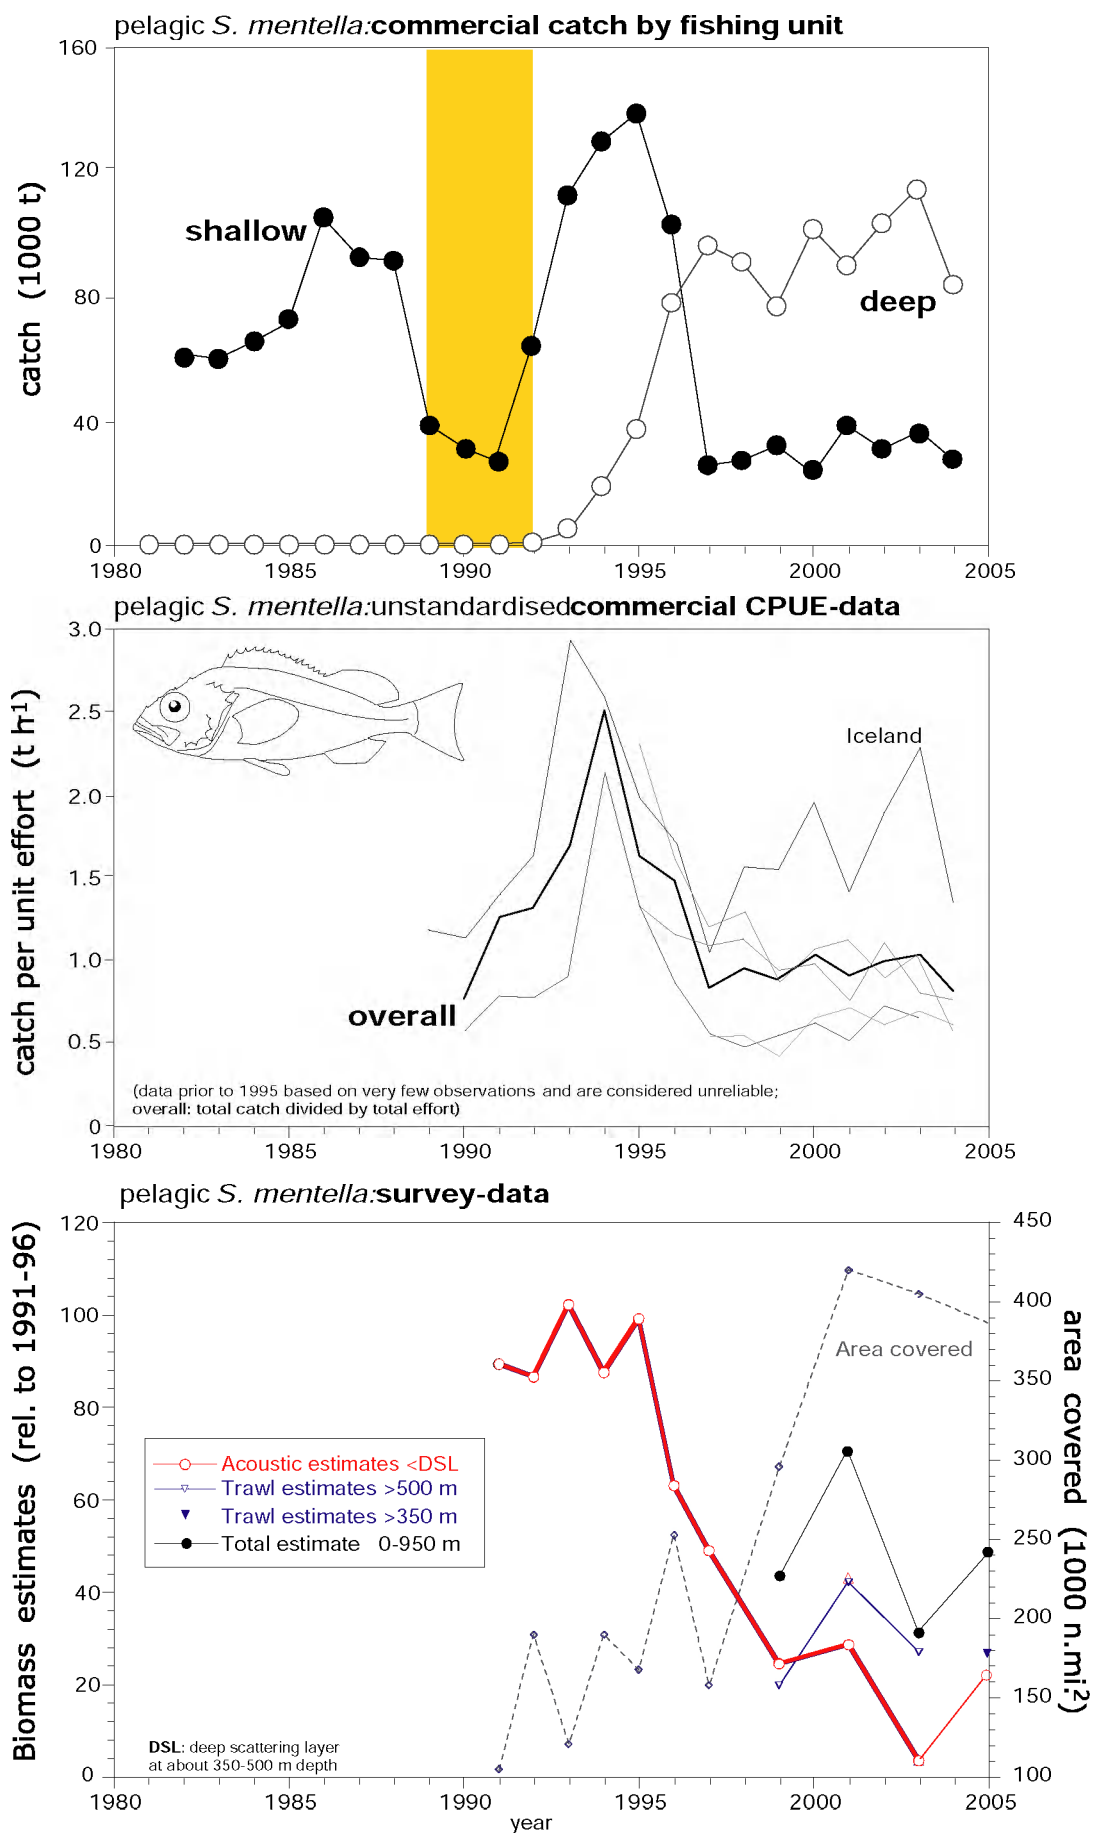 pelagic S. mentella:commercial catch by fishing unit
160
120
80
40
0
catch (1000 t)
shallow
deep
1980 1985 1990 1995 2000 2005
pelagic S. mentella:unstandardisedcommercial CPUE-data
3.0
2.5
2.0
1.5
1.0
0.5
0
catch per unit effort (t h¹)
Iceland
overall
(data prior to 1995 based on very few observations and are considered unreliable;
overall: total catch divided by total effort)
1980 1985 1990 1995 2000 2005
pelagic S. mentella:survey-data
120
100
80
60
40
20
0
Biomass estimates (rel. to 1991-96)
450
400
350
300
250
200
150
100
area covered (1000 n.mi.²)
Area covered
Acoustic estimates <DSL
Trawl estimates >500 m
Trawl estimates >350 m
Total estimate 0-950 m
DSL: deep scattering layer
at about 350-500 m depth
1980 1985 1990 1995 2000 2005
year